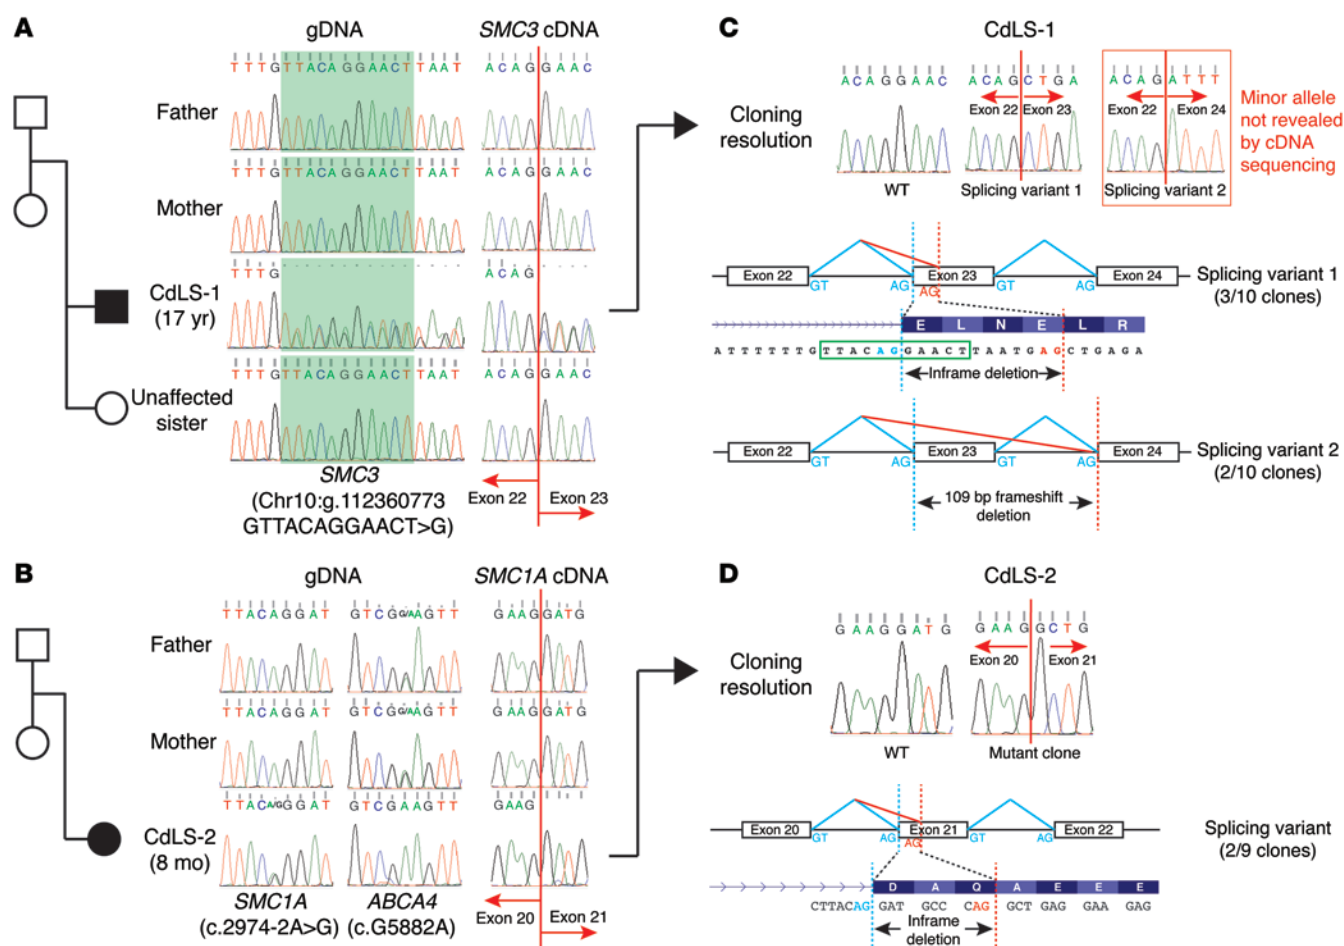 A
gDNA
SMC3 cDNA
T T T G T T A C A G G A A C T T A A T
A C A G G A A C
Father
T T T G T T A C A G G A A C T T A A T
A C A G G A A C
Mother
T T T G
A C A G
CdLS-1
(17 yr)
T T T G T T A C A G G A A C T T A A T
A C A G G A A C
Unaffected
sister
SMC3
(Chr10:g.112360773
GTTACAGGAACT>G)
Exon 22
Exon 23
B
gDNA
SMC1A cDNA
T T A C A G G A T
G T C G G/A A G T T
G A A G G A T G
Father
T T A C A G G A T
G T C G G/A A G T T
G A A G G A T G
Mother
T T A C A/G G G A T
G T C G A A G T T
G A A G
CdLS-2
(8 mo)
SMC1A
(c.2974-2A>G)
ABCA4
(c.G5882A)
Exon 20
Exon 21
C
CdLS-1
Cloning
resolution
A C A G G A A C
WT
A C A G C T G A
Exon 22
Exon 23
Splicing variant 1
A C A G A T T T
Exon 22
Exon 24
Splicing variant 2
Minor allele
not revealed
by cDNA
sequencing
Exon 22
Exon 23
Exon 24
GT
AG
AG
GT
AG
Splicing variant 1
(3/10 clones)
E L N E L R
A T T T T T T G T T A C A G G A A C T T A A T G A G C T G A G A
Inframe deletion
Exon 22
Exon 23
Exon 24
GT
AG
GT
AG
Splicing variant 2
(2/10 clones)
109 bp frameshift
deletion
D
CdLS-2
Cloning
resolution
G A A G G A T G
WT
G A A G G C T G
Exon 20
Exon 21
Mutant clone
Exon 20
Exon 21
Exon 22
GT
AG
AG
GT
AG
Splicing variant
(2/9 clones)
D A Q A E E E
CTTACAG GAT GCC CAG GCT GAG GAA GAG
Inframe
deletion